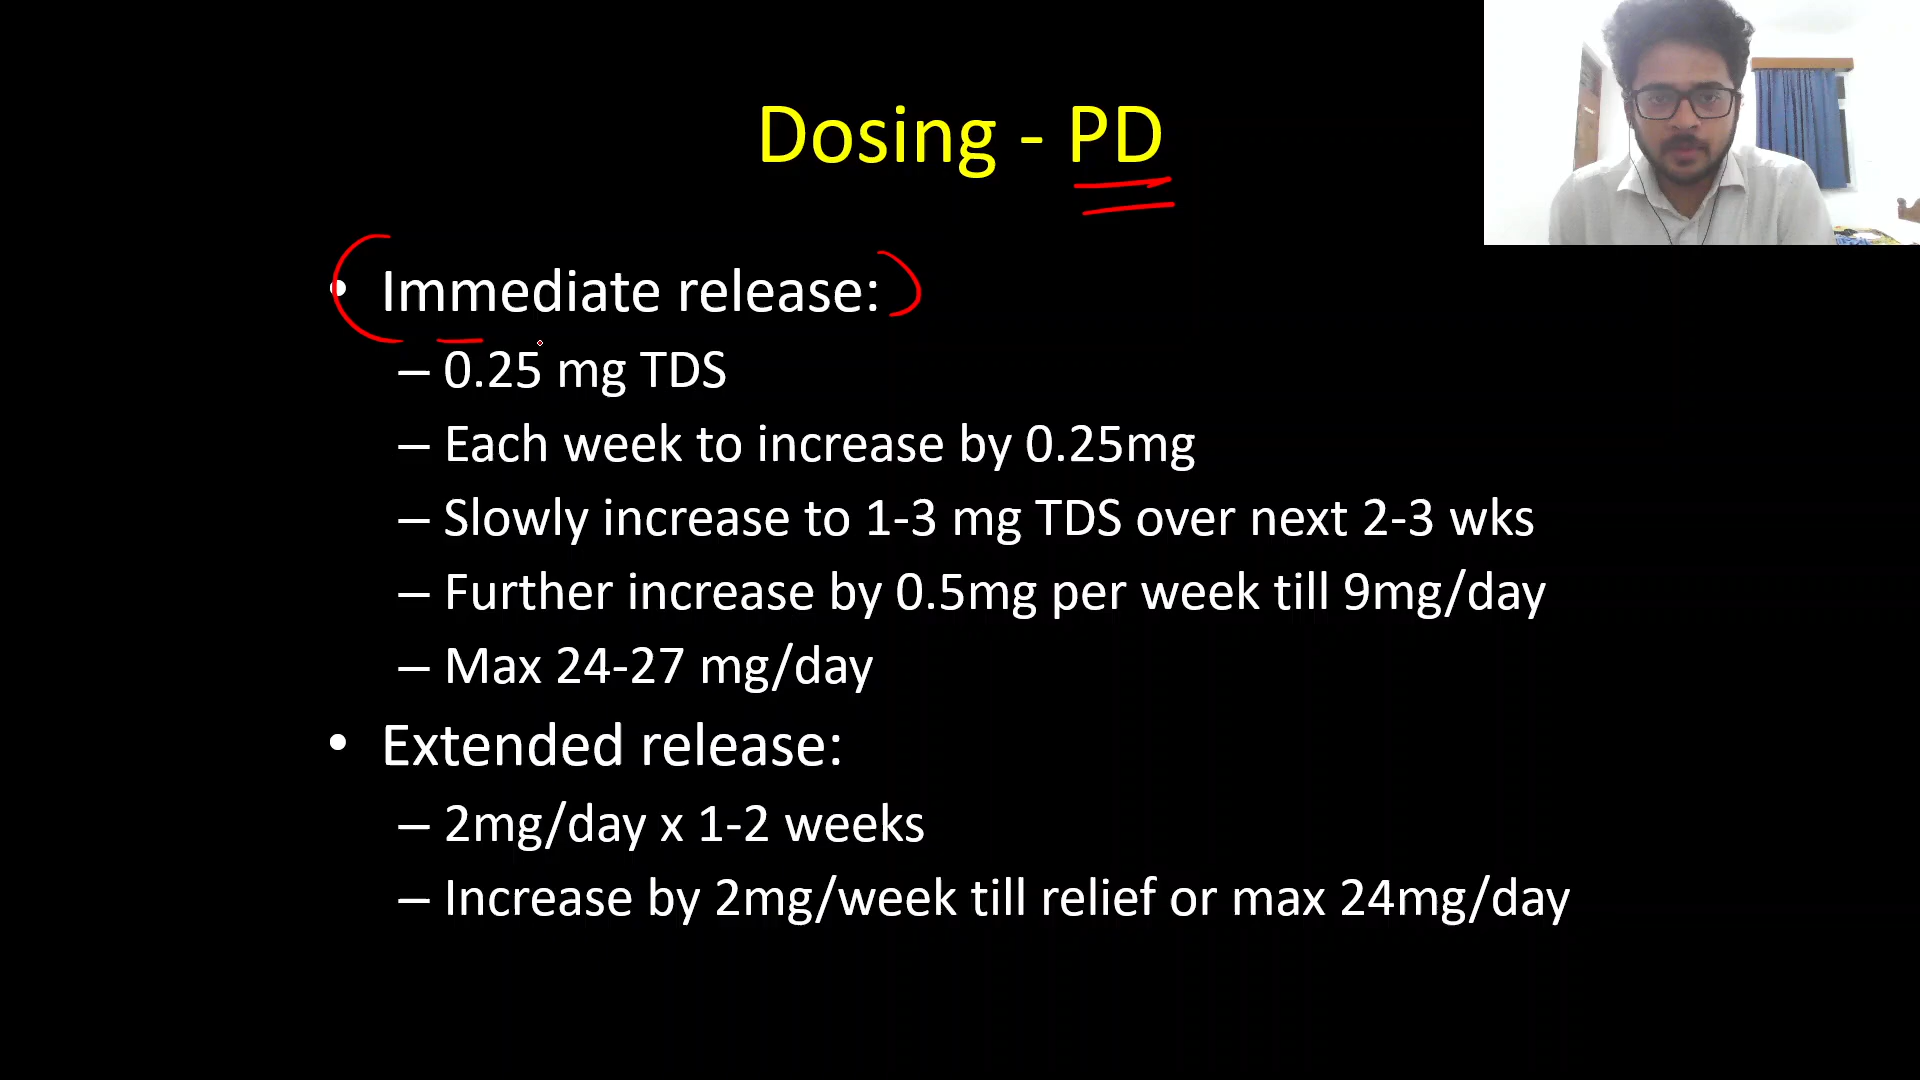 Dosing - PD
• Immediate release:
– 0.25 mg TDS
– Each week to increase by 0.25mg
– Slowly increase to 1-3 mg TDS over next 2-3 wks
– Further increase by 0.5mg per week till 9mg/day
– Max 24-27 mg/day
• Extended release:
– 2mg/day x 1-2 weeks
– Increase by 2mg/week till relief or max 24mg/day